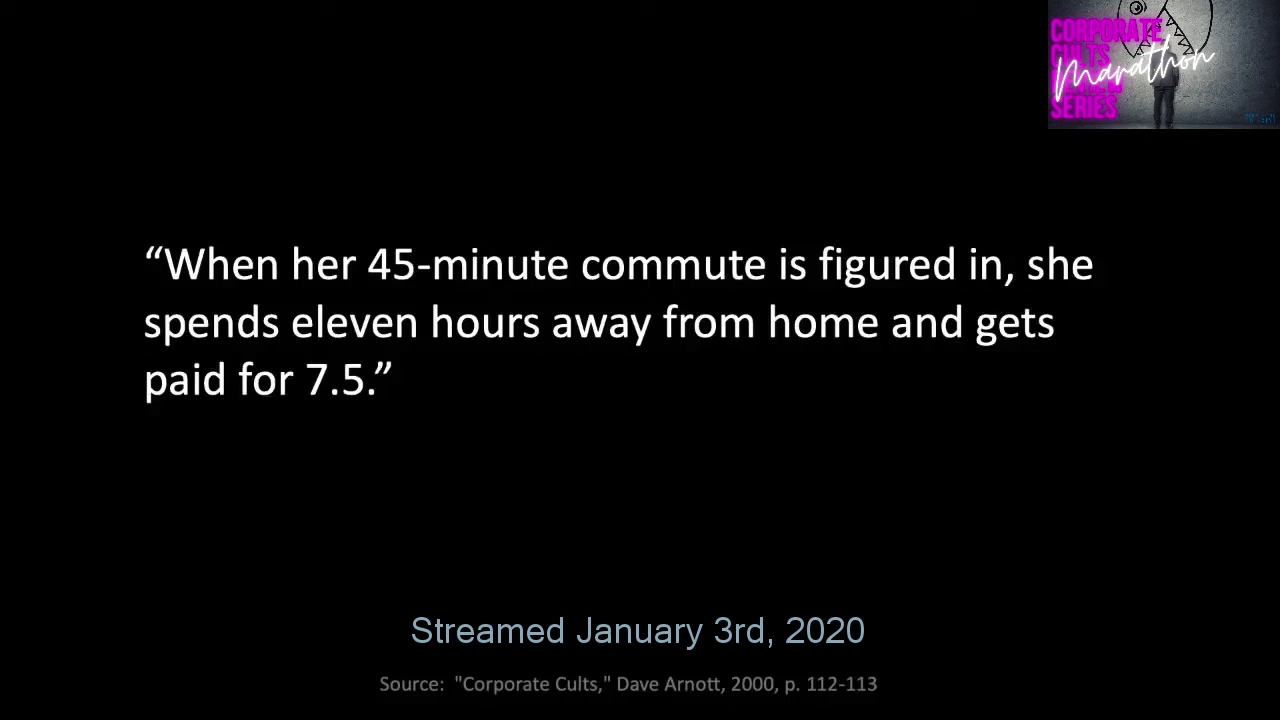 CORPORATE
CULTS
Marathon
SERIES
“When her 45-minute commute is figured in, she
spends eleven hours away from home and gets
paid for 7.5.”
Streamed January 3rd, 2020
Source:  "Corporate Cults," Dave Arnott, 2000, p. 112-113